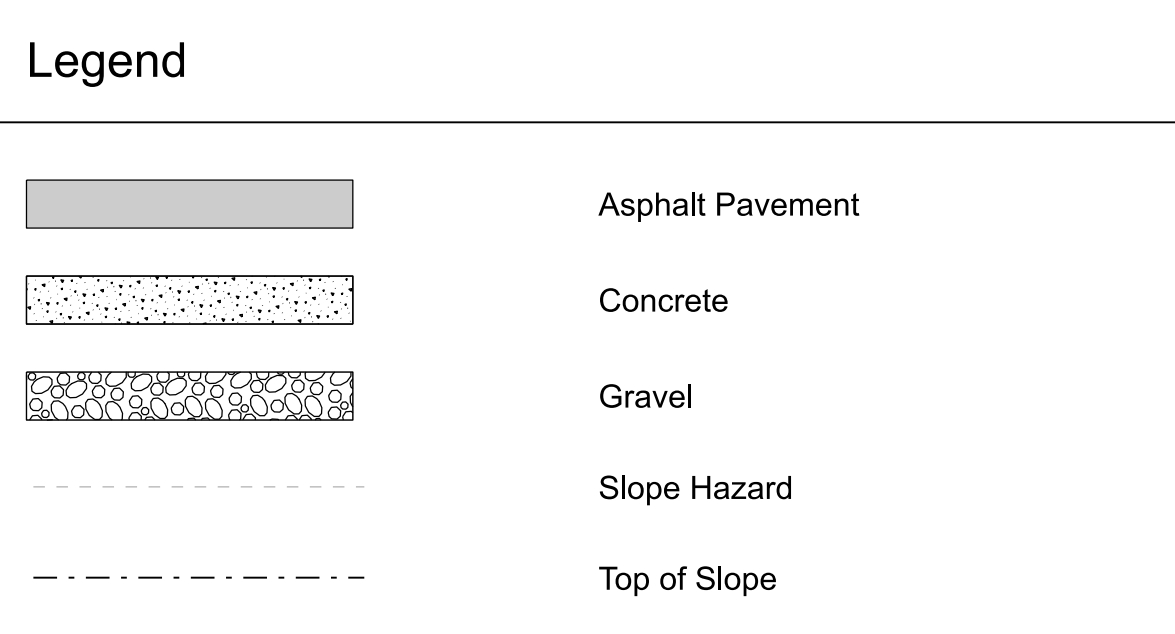 Legend
Asphalt Pavement
Concrete
Gravel
Slope Hazard
Top of Slope